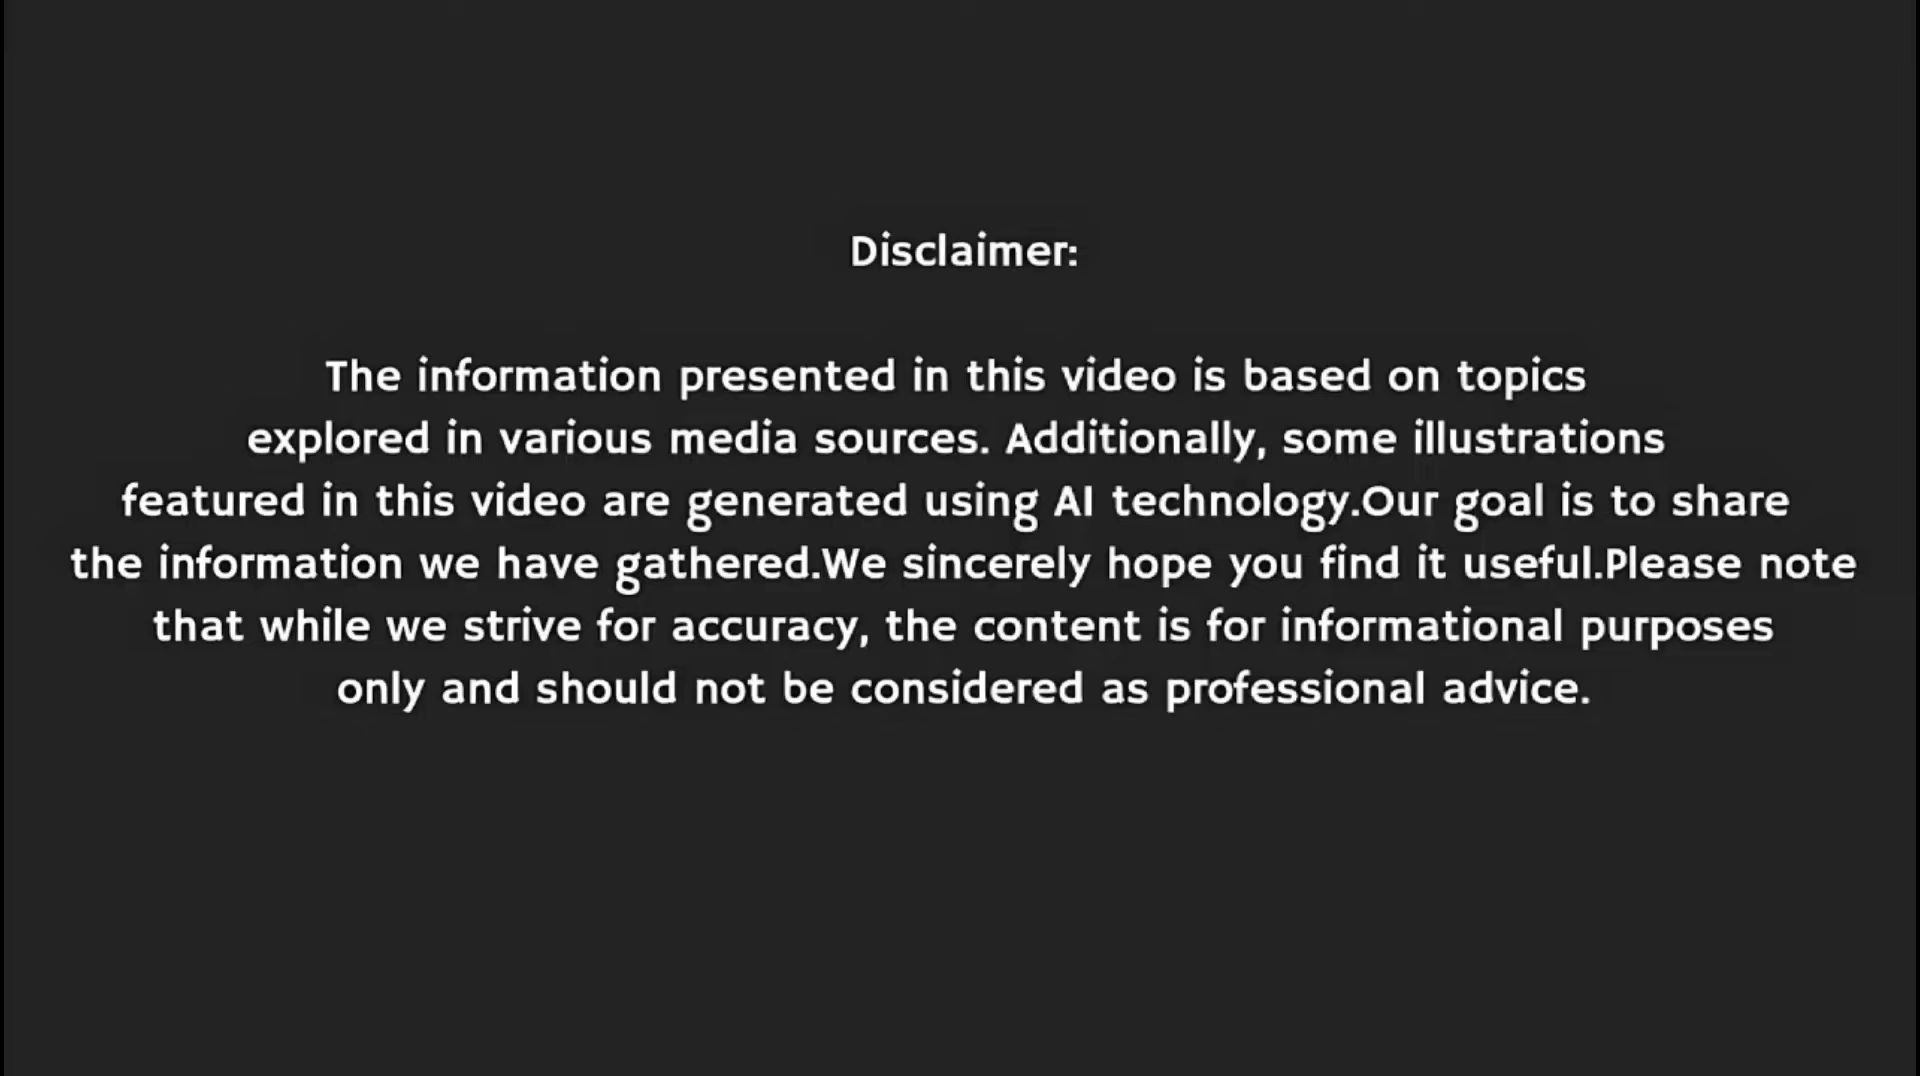 Disclaimer:
The information presented in this video is based on topics
explored in various media sources. Additionally, some illustrations
featured in this video are generated using AI technology.Our goal is to share
the information we have gathered.We sincerely hope you find it useful.Please note
that while we strive for accuracy, the content is for informational purposes
only and should not be considered as professional advice.